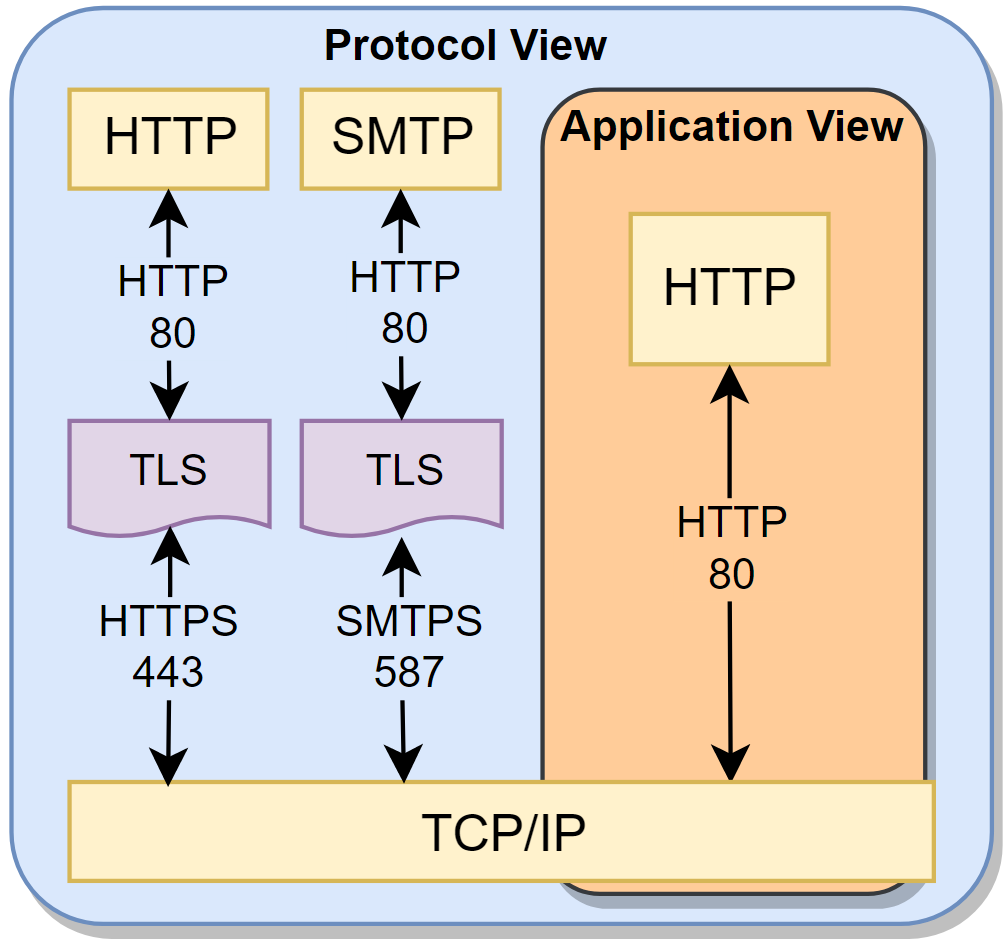 Protocol View
HTTP
SMTP
Application View
HTTP
HTTP
80
HTTP
80
TLS
TLS
HTTP
80
HTTPS
443
SMTPS
587
TCP/IP